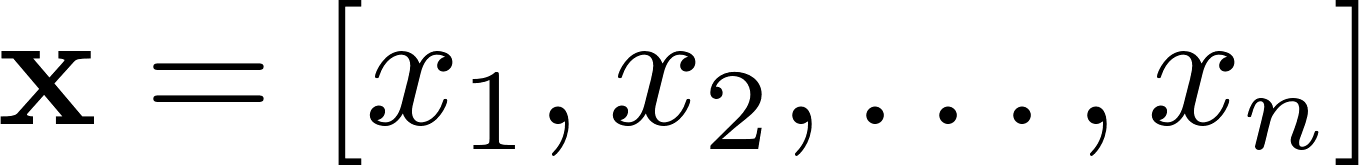 𝐱 = [x₁, x₂, . . . , xₙ]